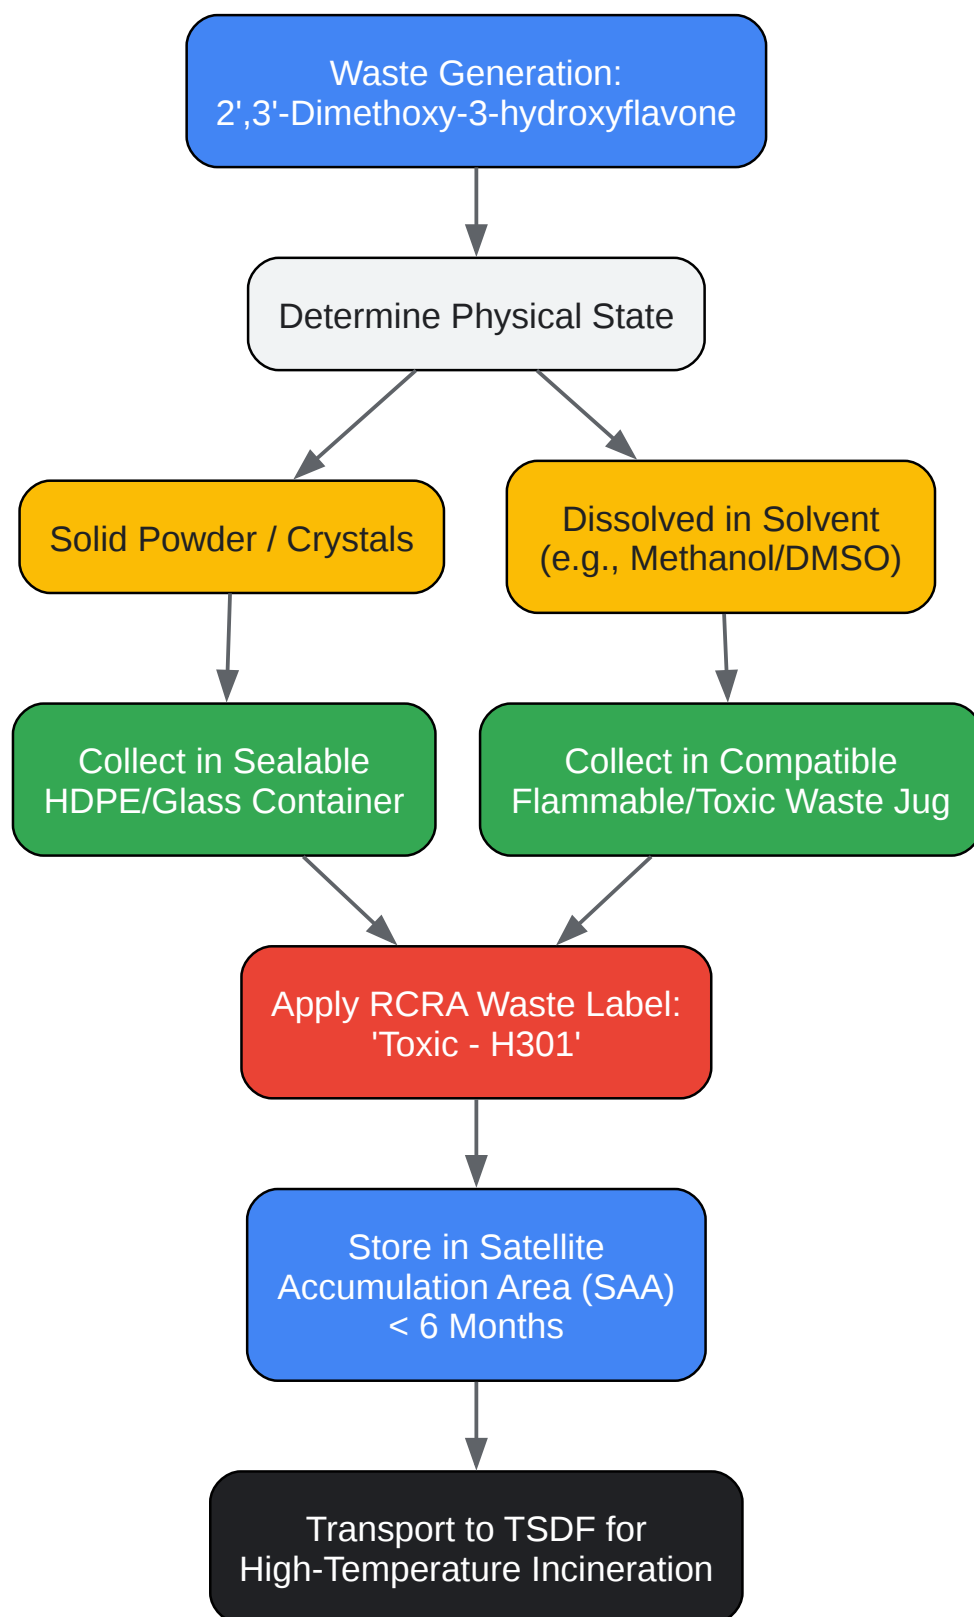 Waste Generation:
2',3'-Dimethoxy-3-hydroxyflavone
Determine Physical State
Solid Powder / Crystals
Dissolved in Solvent
(e.g., Methanol/DMSO)
Collect in Sealable
HDPE/Glass Container
Collect in Compatible
Flammable/Toxic Waste Jug
Apply RCRA Waste Label:
'Toxic - H301'
Store in Satellite
Accumulation Area (SAA)
< 6 Months
Transport to TSDF for
High-Temperature Incineration